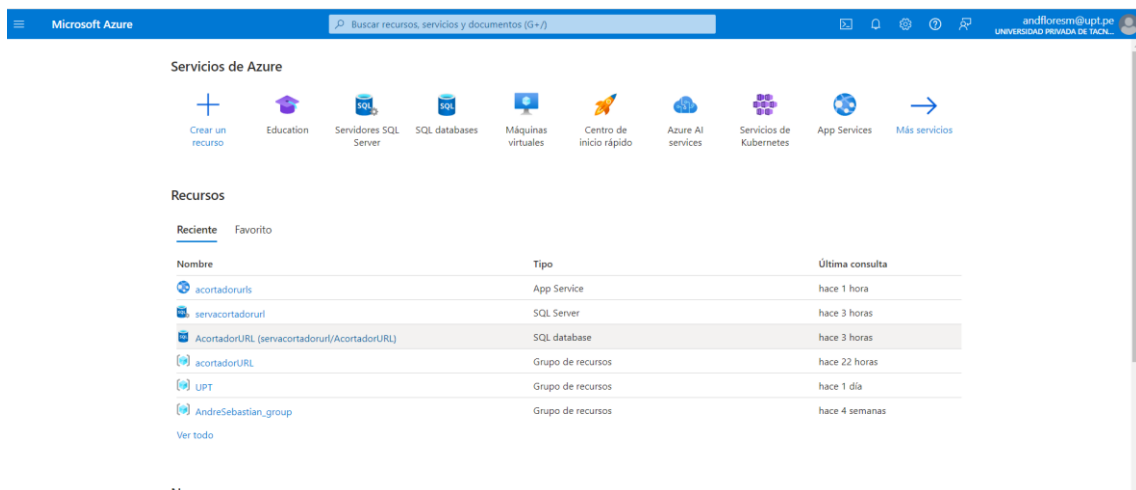 Microsoft Azure
Buscar recursos, servicios y documentos (G+/)
andfloresm@upt.pe
UNIVERSIDAD PRIVADA DE TACN...
Servicios de Azure
Crear un recurso
Education
Servidores SQL Server
SQL databases
Máquinas virtuales
Centro de inicio rápido
Azure AI services
Servicios de Kubernetes
App Services
Más servicios
Recursos
Reciente Favorito
Nombre Tipo Última consulta
acortadorurls App Service hace 1 hora
servacortadorurl SQL Server hace 3 horas
AcortadorURL (servacortadorurl/AcortadorURL) SQL database hace 3 horas
acortadorURL Grupo de recursos hace 22 horas
UPT Grupo de recursos hace 1 día
AndreSebastian_group Grupo de recursos hace 4 semanas
Ver todo